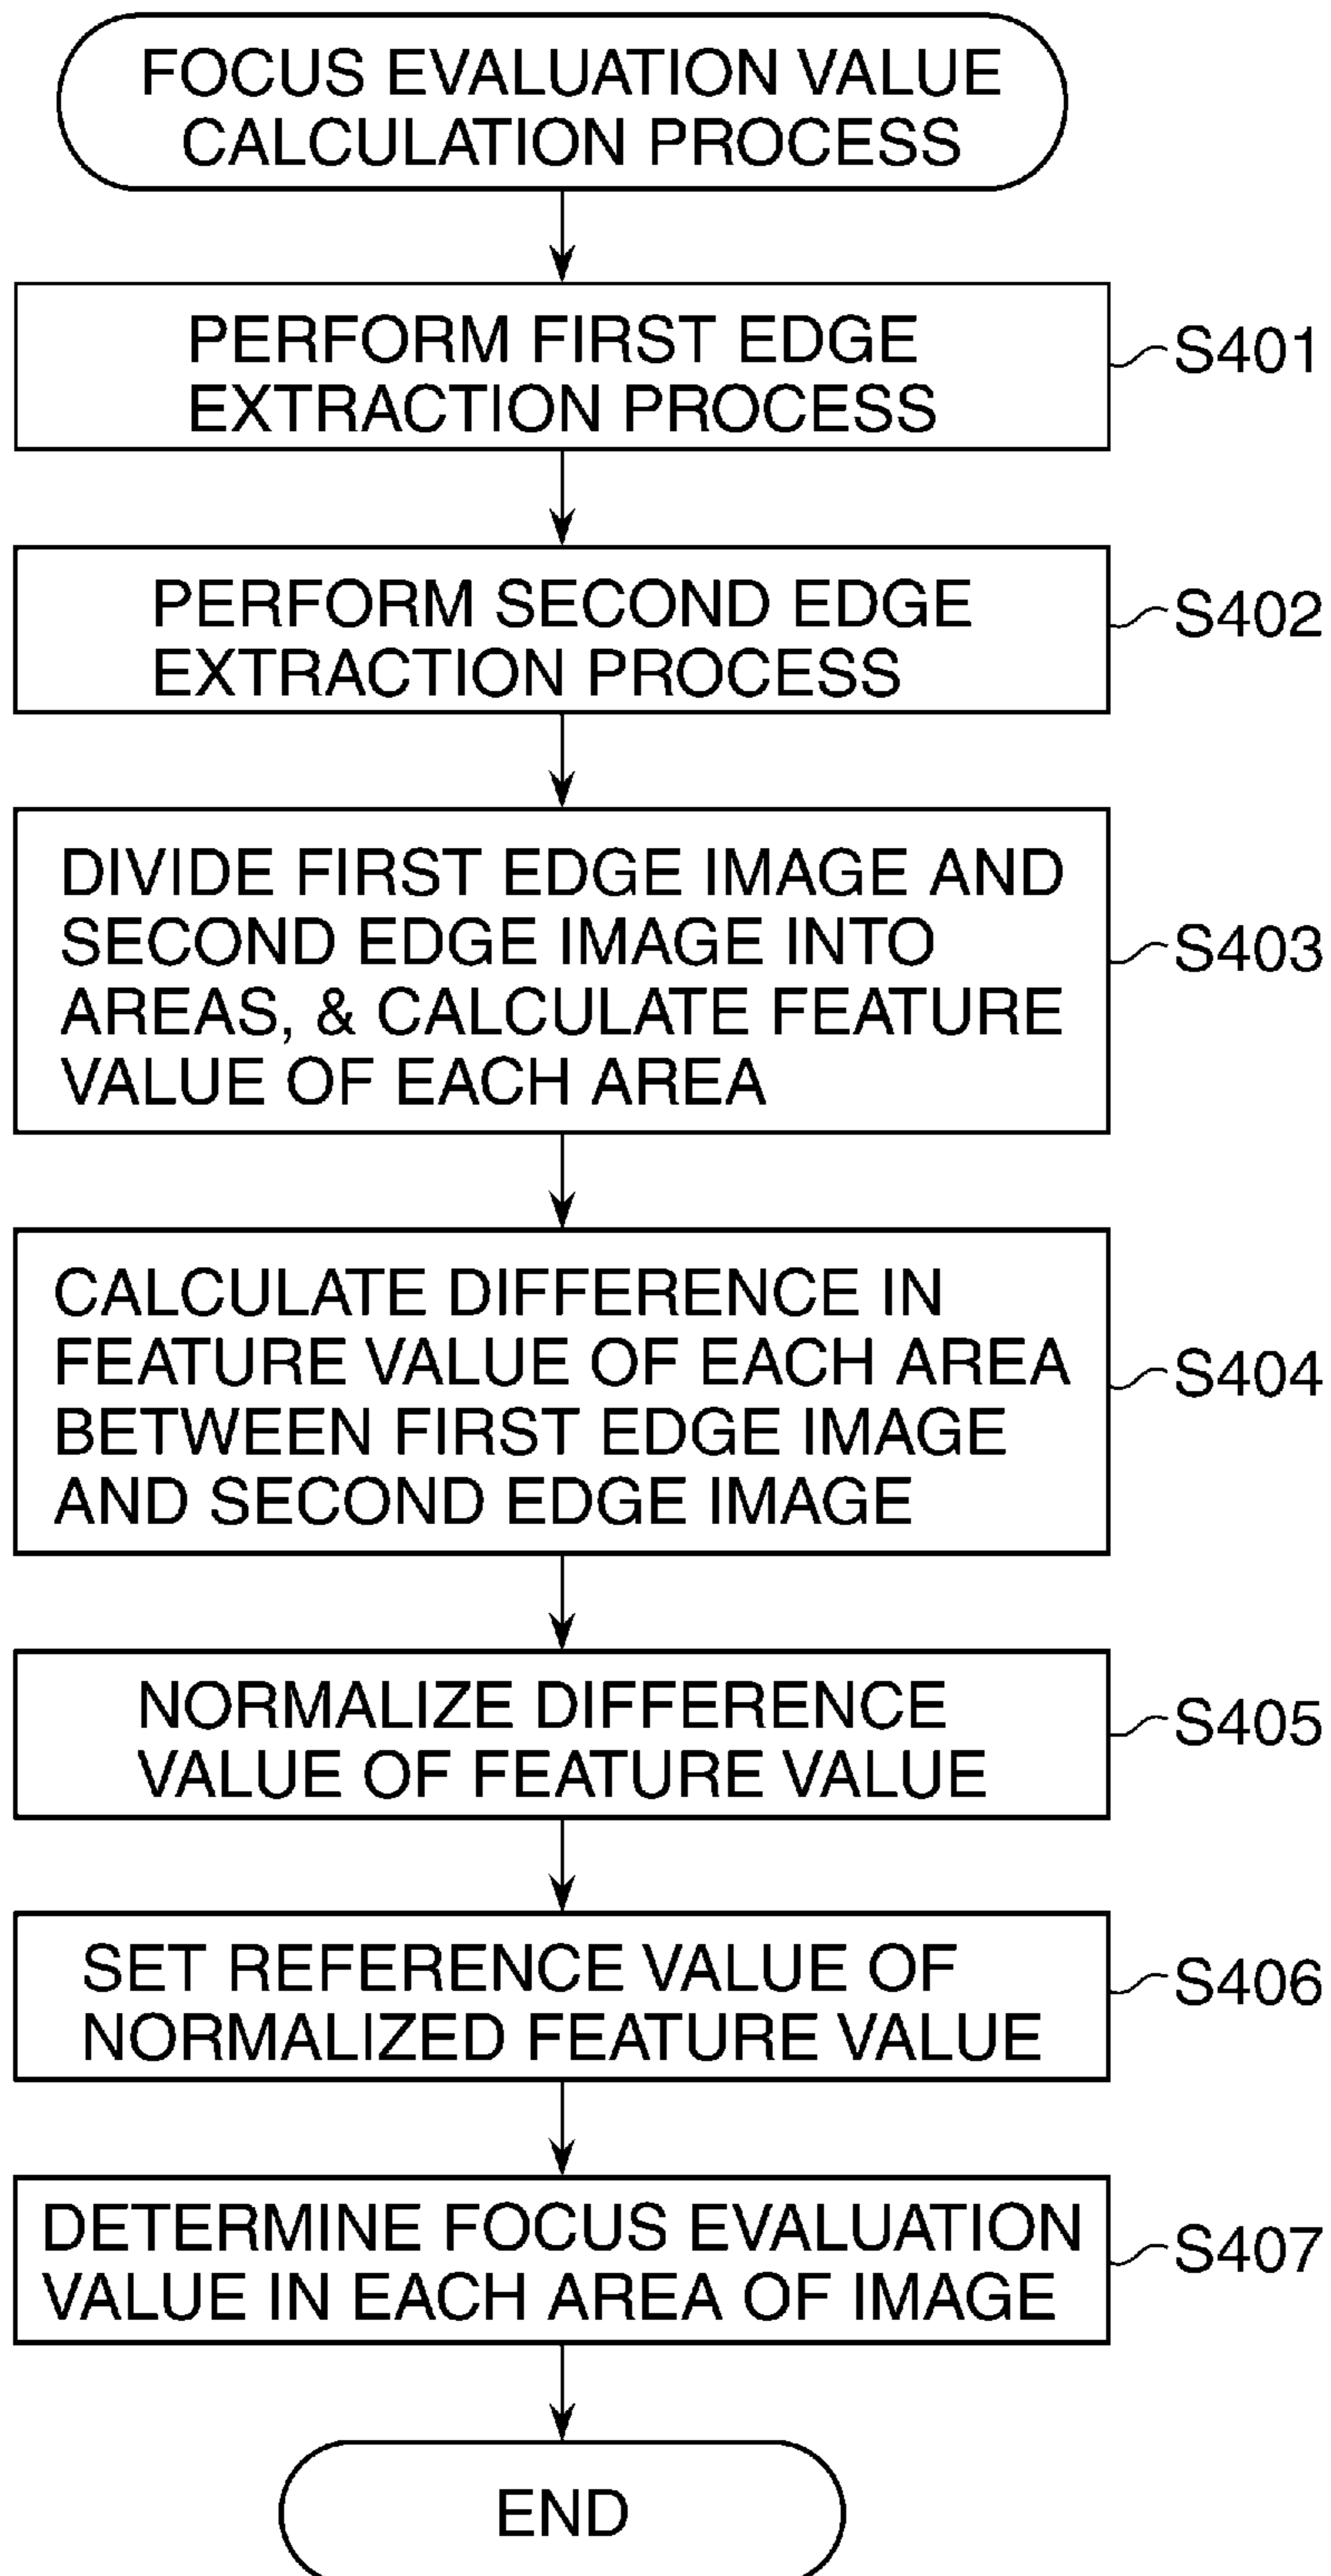 FOCUS EVALUATION VALUE
CALCULATION PROCESS
PERFORM FIRST EDGE
EXTRACTION PROCESS
S401
PERFORM SECOND EDGE
EXTRACTION PROCESS
S402
DIVIDE FIRST EDGE IMAGE AND
SECOND EDGE IMAGE INTO
AREAS, & CALCULATE FEATURE
VALUE OF EACH AREA
S403
CALCULATE DIFFERENCE IN
FEATURE VALUE OF EACH AREA
BETWEEN FIRST EDGE IMAGE
AND SECOND EDGE IMAGE
S404
NORMALIZE DIFFERENCE
VALUE OF FEATURE VALUE
S405
SET REFERENCE VALUE OF
NORMALIZED FEATURE VALUE
S406
DETERMINE FOCUS EVALUATION
VALUE IN EACH AREA OF IMAGE
S407
END